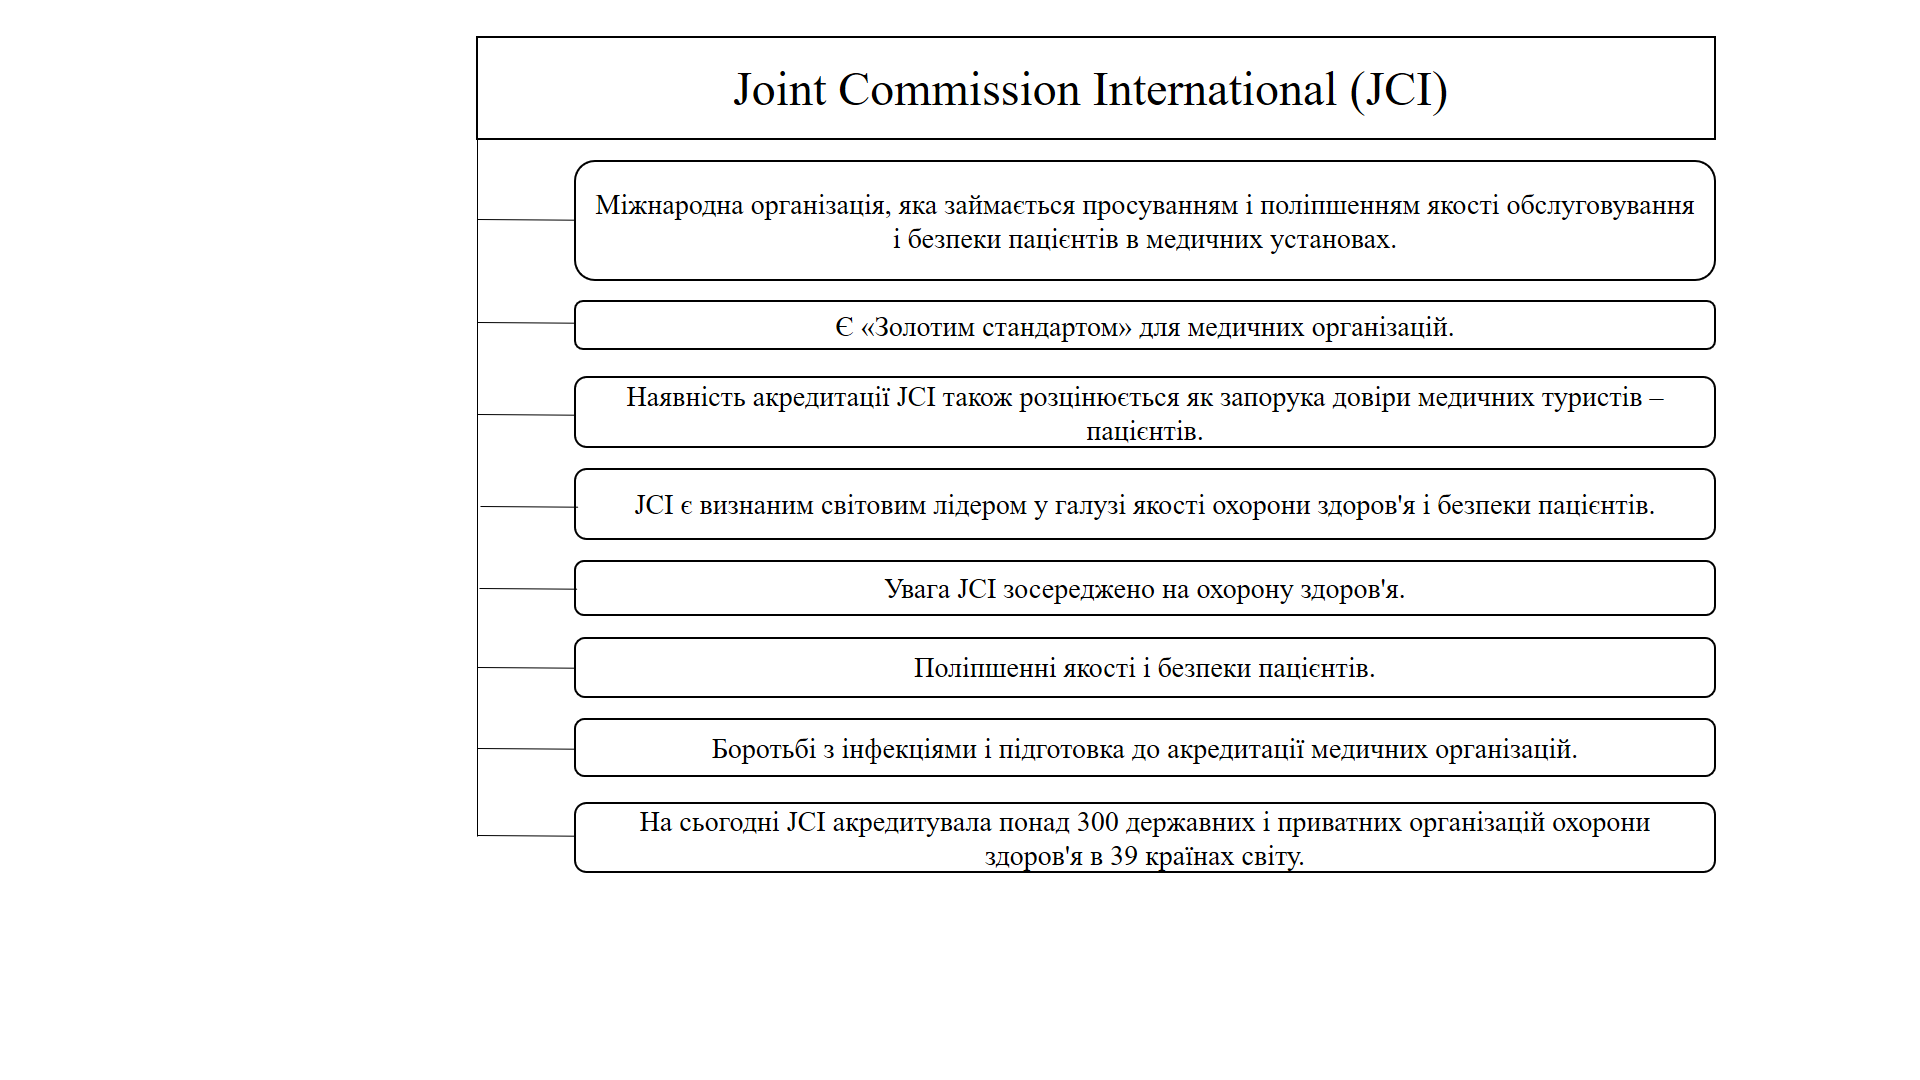 Joint Commission International (JCI)
Міжнародна організація, яка займається просуванням і поліпшенням якості обслуговування
і безпеки пацієнтів в медичних установах.
Є «Золотим стандартом» для медичних організацій.
Наявність акредитації JCI також розцінюється як запорука довіри медичних туристів –
пацієнтів.
JCI є визнаним світовим лідером у галузі якості охорони здоров'я і безпеки пацієнтів.
Увага JCI зосереджено на охорону здоров'я.
Поліпшенні якості і безпеки пацієнтів.
Боротьбі з інфекціями і підготовка до акредитації медичних організацій.
На сьогодні JCI акредитувала понад 300 державних і приватних організацій охорони
здоров'я в 39 країнах світу.